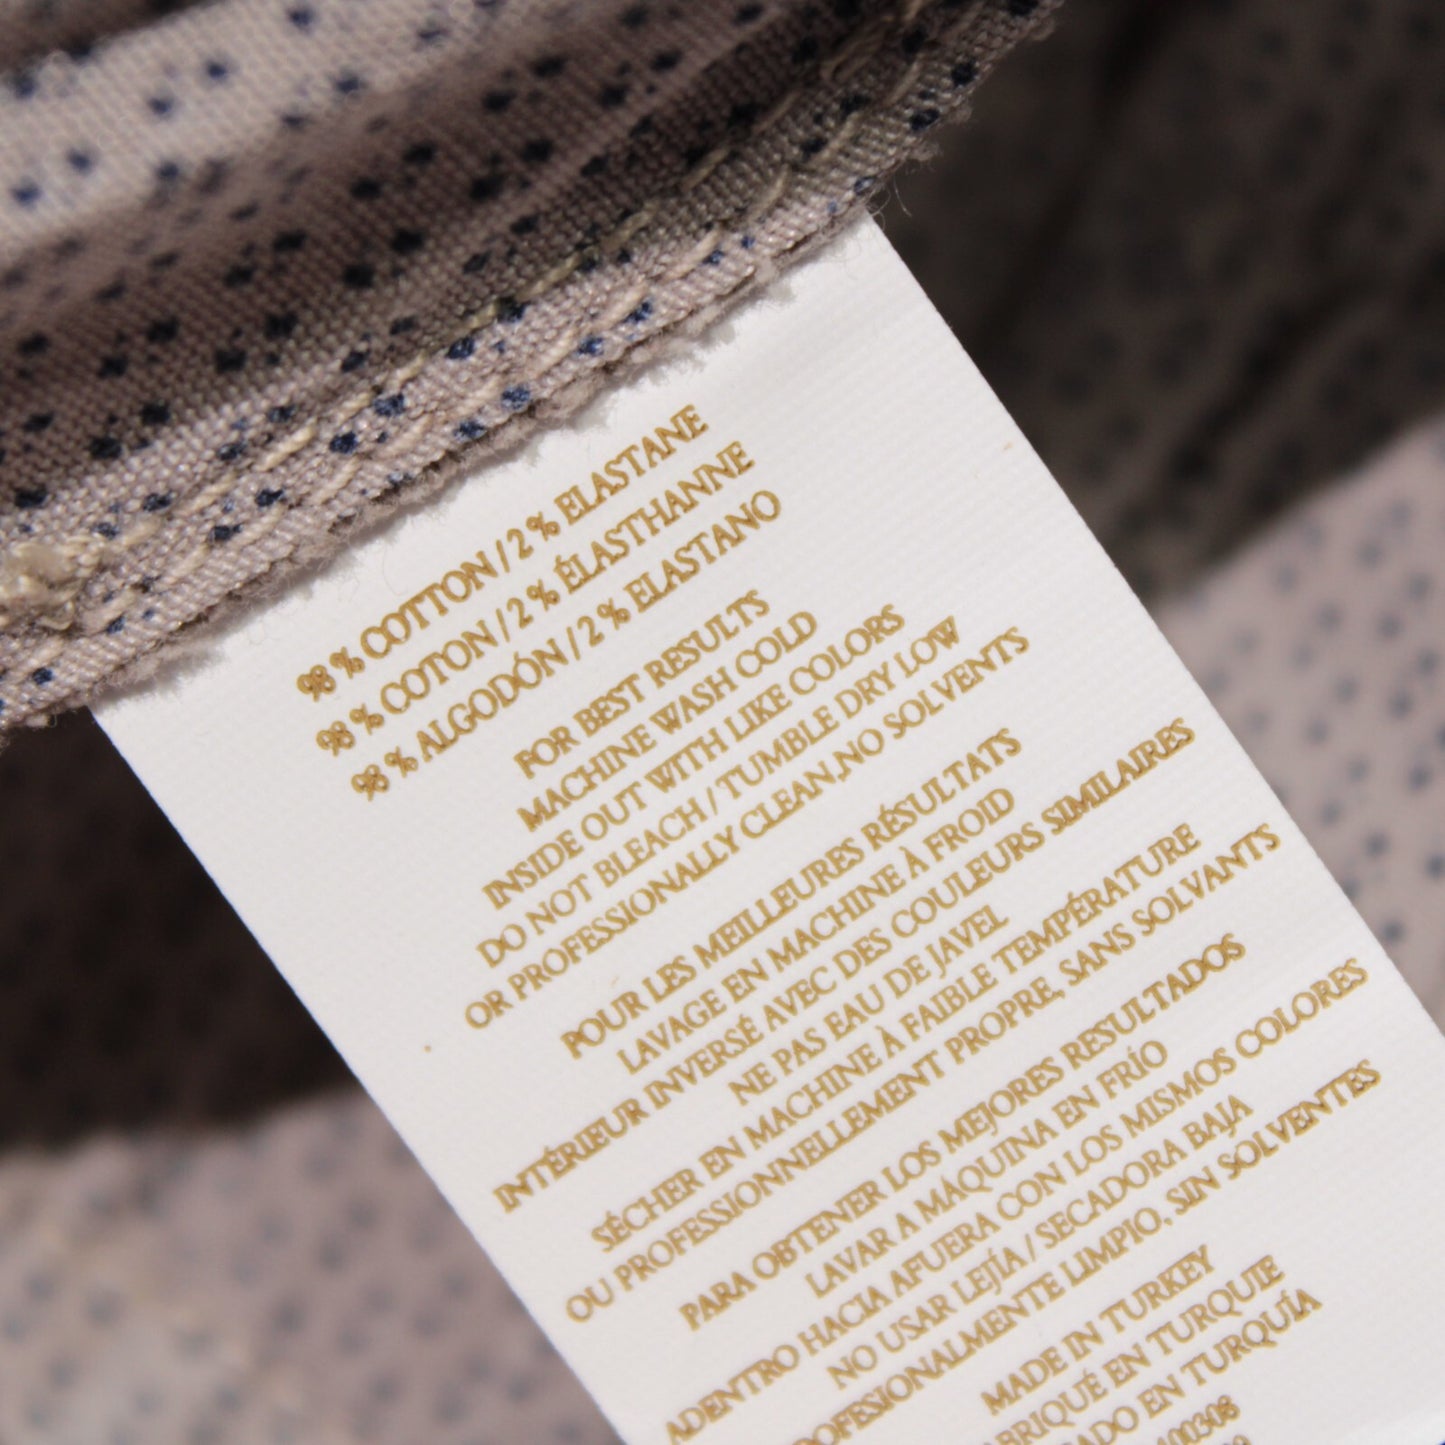 98 % COTTON / 2 % ELASTANE
98 % COTON / 2 % ÉLASTHANNE
98 % ALGODÓN / 2 % ELASTANO
FOR BEST RESULTS
MACHINE WASH COLD
INSIDE OUT WITH LIKE COLORS
DO NOT BLEACH / TUMBLE DRY LOW
OR PROFESSIONALLY CLEAN,NO SOLVENTS
POUR LES MEILLEURES RÉSULTATS
LAVAGE EN MACHINE À FROID
INTÉRIEUR INVERSÉ AVEC DES COULEURS SIMILAIRES
NE PAS EAU DE JAVEL
SÉCHER EN MACHINE À FAIBLE TEMPÉRATURE
OU PROFESSIONNELLEMENT PROPRE, SANS SOLVANTS
PARA OBTENER LOS MEJORES RESULTADOS
LAVAR A MÁQUINA EN FRÍO
ADENTRO HACIA AFUERA CON LOS MISMOS COLORES
NO USAR LEJÍA / SECADORA BAJA
OFESIONALMENTE LIMPIO, SIN SOLVENTES
MADE IN TURKEY
BRIQUÉ EN TURQUIE
ADO EN TURQUÍA
100308